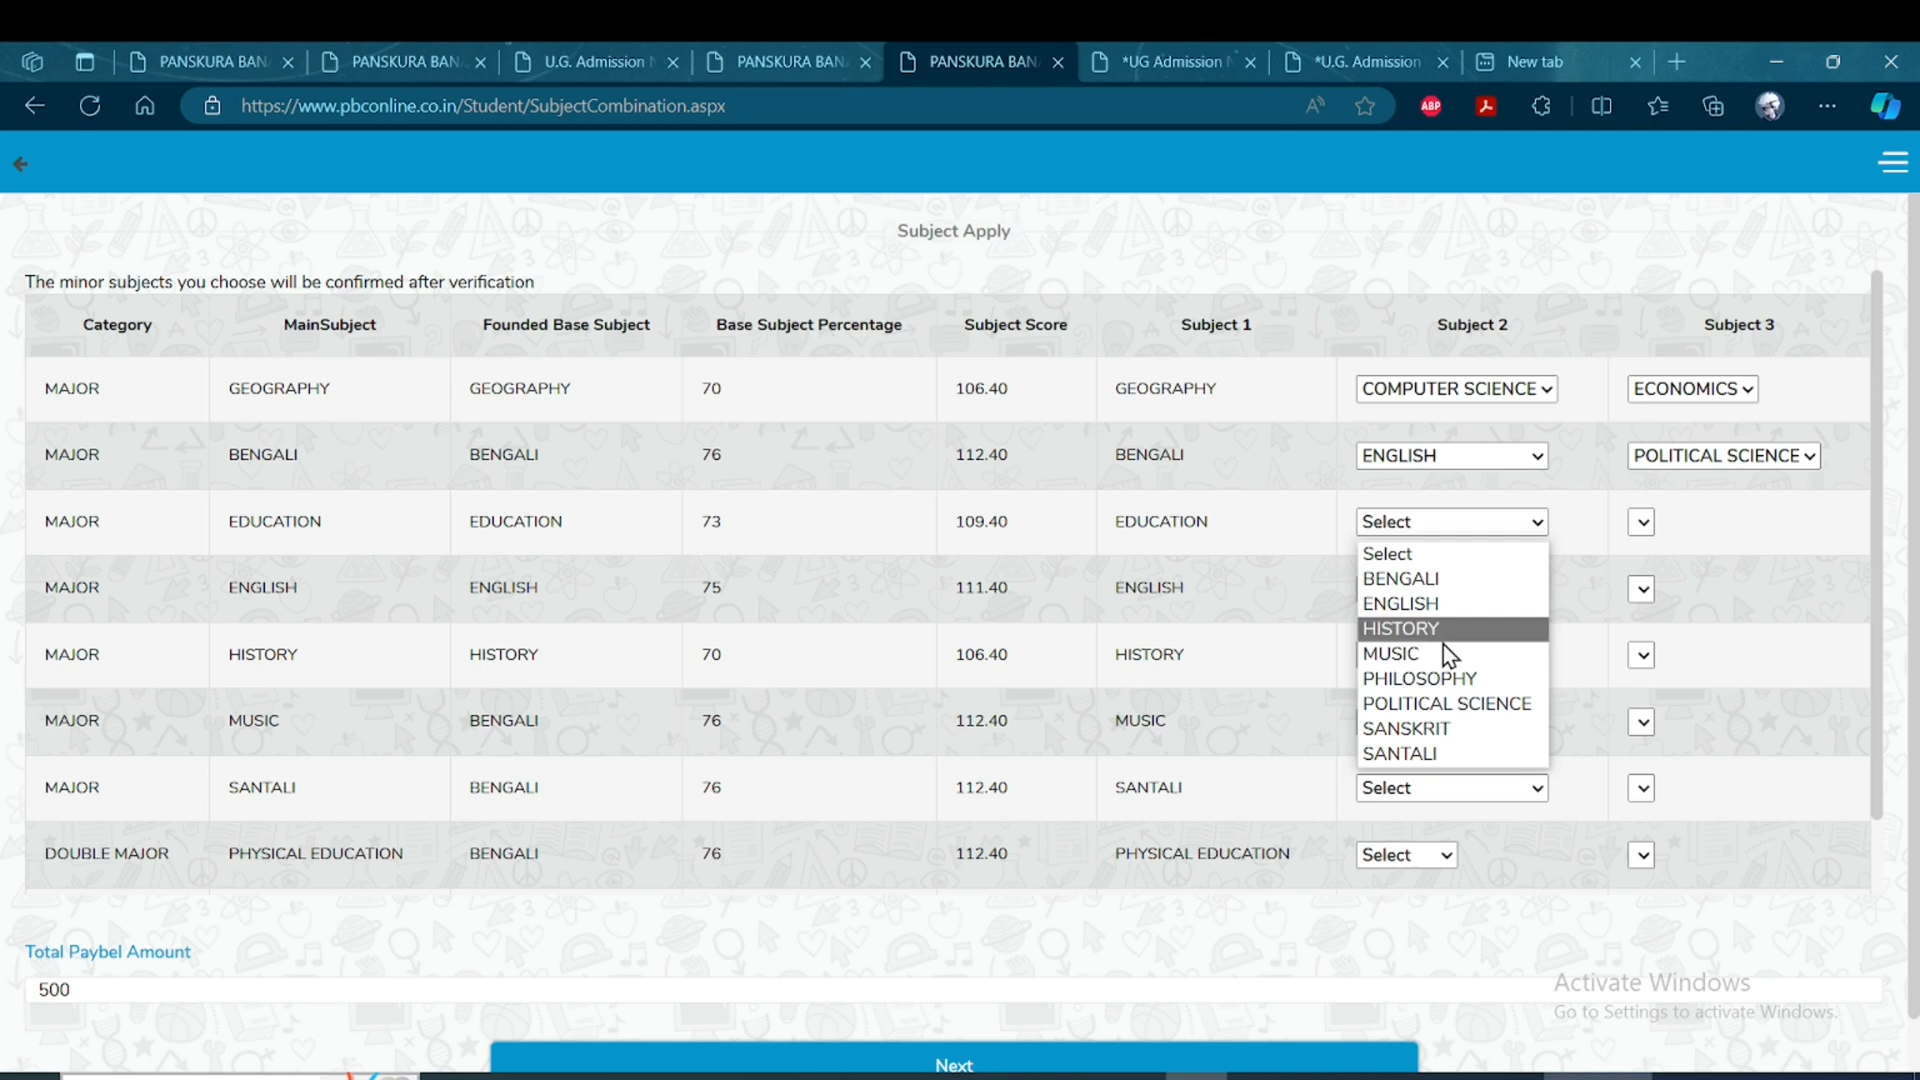 PANSKURA BAN PANSKURA BAN U.G. Admission PANSKURA BAN PANSKURA BAN *UG Admission *U.G. Admission New tab
https://www.pbconline.co.in/Student/SubjectCombination.aspx ABP
Subject Apply
The minor subjects you choose will be confirmed after verification
Category MainSubject Founded Base Subject Base Subject Percentage Subject Score Subject 1 Subject 2 Subject 3
MAJOR GEOGRAPHY GEOGRAPHY 70 106.40 GEOGRAPHY COMPUTER SCIENCE ECONOMICS
MAJOR BENGALI BENGALI 76 112.40 BENGALI ENGLISH POLITICAL SCIENCE
MAJOR EDUCATION EDUCATION 73 109.40 EDUCATION Select
Select
BENGALI
MAJOR ENGLISH ENGLISH 75 111.40 ENGLISH
ENGLISH
HISTORY
MAJOR HISTORY HISTORY 70 106.40 HISTORY
MUSIC
PHILOSOPHY
POLITICAL SCIENCE
MAJOR MUSIC BENGALI 76 112.40 MUSIC
SANSKRIT
SANTALI
MAJOR SANTALI BENGALI 76 112.40 SANTALI Select
DOUBLE MAJOR PHYSICAL EDUCATION BENGALI 76 112.40 PHYSICAL EDUCATION Select
Total Paybel Amount
500
Activate Windows
Go to Settings to activate Windows.
Next